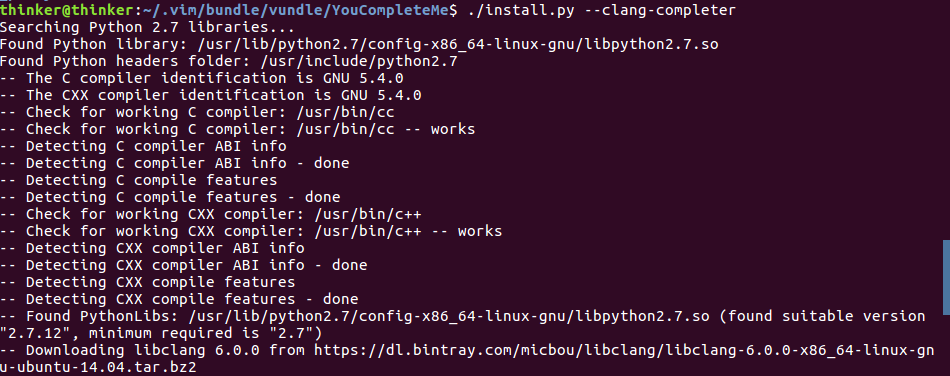 thinker@thinker:~/.vim/bundle/vundle/YouCompleteMe$ ./install.py --clang-completer
Searching Python 2.7 libraries...
Found Python library: /usr/lib/python2.7/config-x86_64-linux-gnu/libpython2.7.so
Found Python headers folder: /usr/include/python2.7
-- The C compiler identification is GNU 5.4.0
-- The CXX compiler identification is GNU 5.4.0
-- Check for working C compiler: /usr/bin/cc
-- Check for working C compiler: /usr/bin/cc -- works
-- Detecting C compiler ABI info
-- Detecting C compiler ABI info - done
-- Detecting C compile features
-- Detecting C compile features - done
-- Check for working CXX compiler: /usr/bin/c++
-- Check for working CXX compiler: /usr/bin/c++ -- works
-- Detecting CXX compiler ABI info
-- Detecting CXX compiler ABI info - done
-- Detecting CXX compile features
-- Detecting CXX compile features - done
-- Found PythonLibs: /usr/lib/python2.7/config-x86_64-linux-gnu/libpython2.7.so (found suitable version
"2.7.12", minimum required is "2.7")
-- Downloading libclang 6.0.0 from https://dl.bintray.com/micbou/libclang/libclang-6.0.0-x86_64-linux-gn
u-ubuntu-14.04.tar.bz2